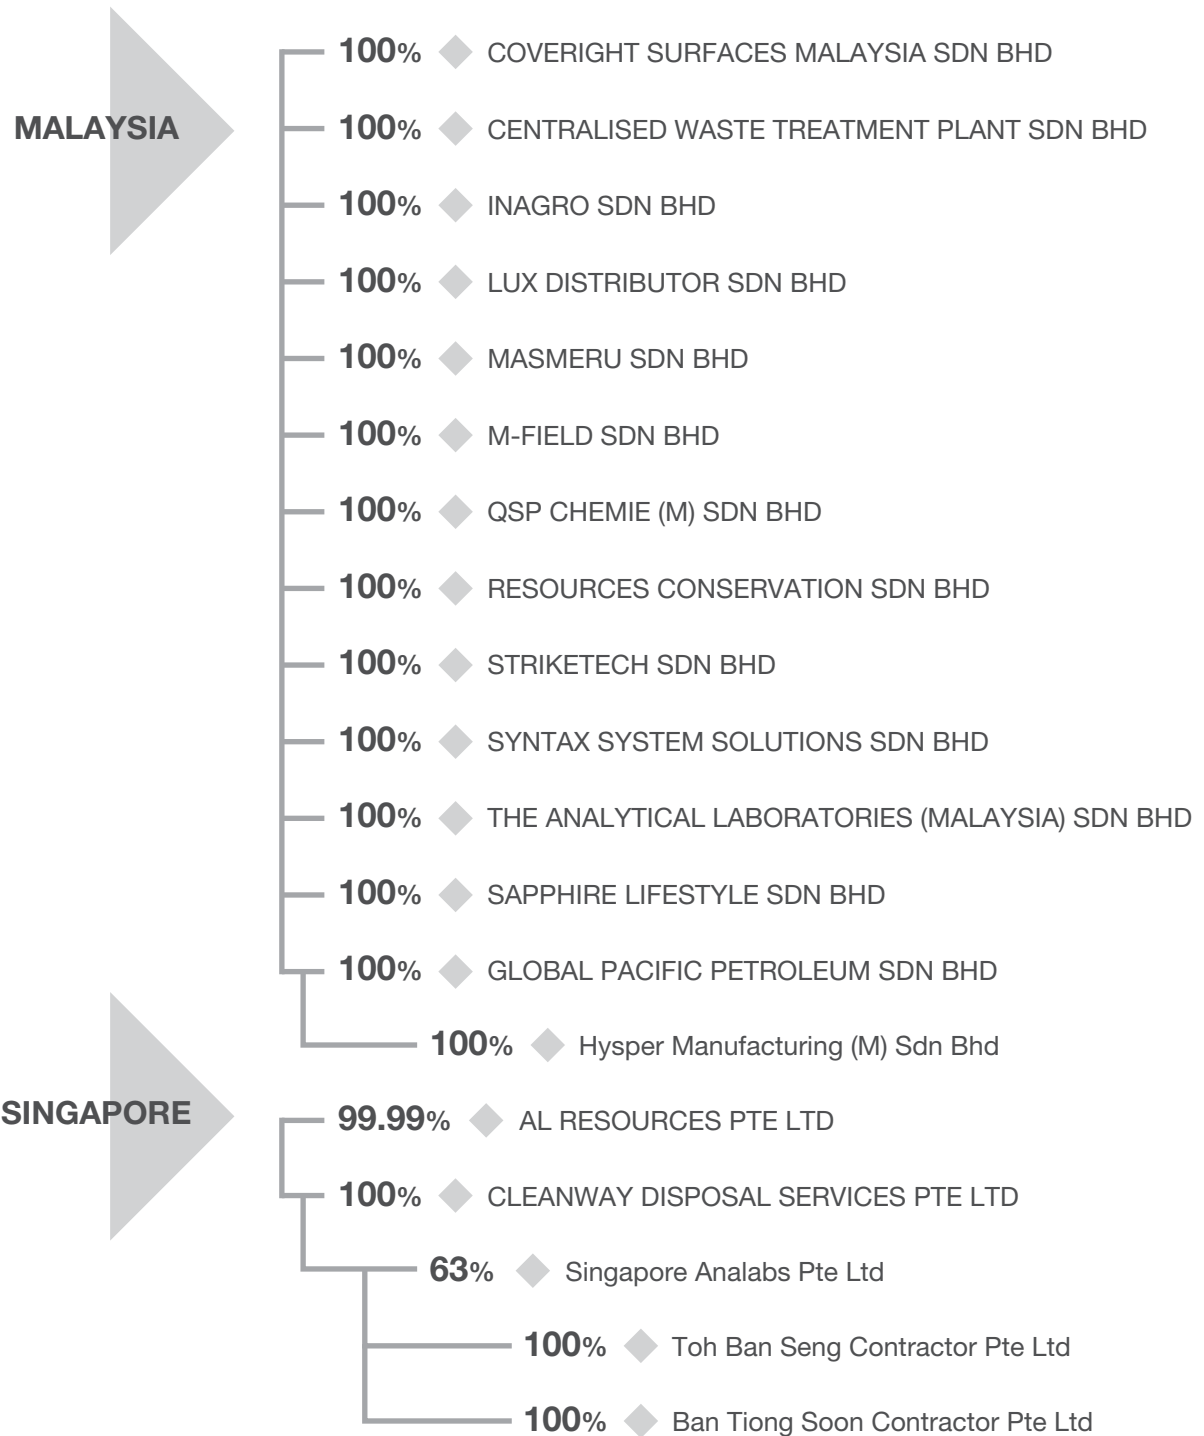 100% COVERIGHT SURFACES MALAYSIA SDN BHD
MALAYSIA
100% CENTRALISED WASTE TREATMENT PLANT SDN BHD
100% INAGRO SDN BHD
100% LUX DISTRIBUTOR SDN BHD
100% MASMERU SDN BHD
100% M-FIELD SDN BHD
100% QSP CHEMIE (M) SDN BHD
100% RESOURCES CONSERVATION SDN BHD
100% STRIKETECH SDN BHD
100% SYNTAX SYSTEM SOLUTIONS SDN BHD
100% THE ANALYTICAL LABORATORIES (MALAYSIA) SDN BHD
100% SAPPHIRE LIFESTYLE SDN BHD
100% GLOBAL PACIFIC PETROLEUM SDN BHD
100% Hysper Manufacturing (M) Sdn Bhd
SINGAPORE
99.99% AL RESOURCES PTE LTD
100% CLEANWAY DISPOSAL SERVICES PTE LTD
63% Singapore Analabs Pte Ltd
100% Toh Ban Seng Contractor Pte Ltd
100% Ban Tiong Soon Contractor Pte Ltd